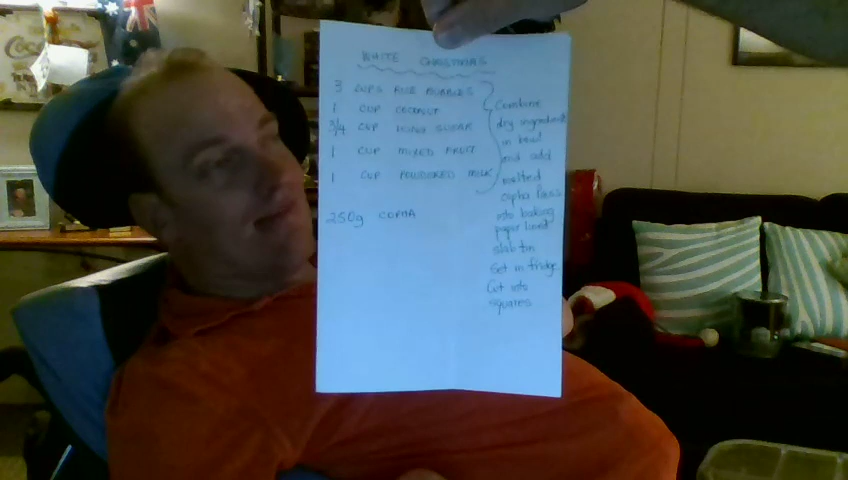 Coca-Cola
WHITE CHRISTMAS
3 CUPS RICE BUBBLES
1 CUP COCONUT
3/4 CUP ICING SUGAR
1 CUP MIXED FRUIT
1 CUP POWDERED MILK
250g COPHA
Combine
dry ingredients
in bowl
and add
melted
copha Press
into baking
paper lined
slab tin
Set in fridge
Cut into
squares